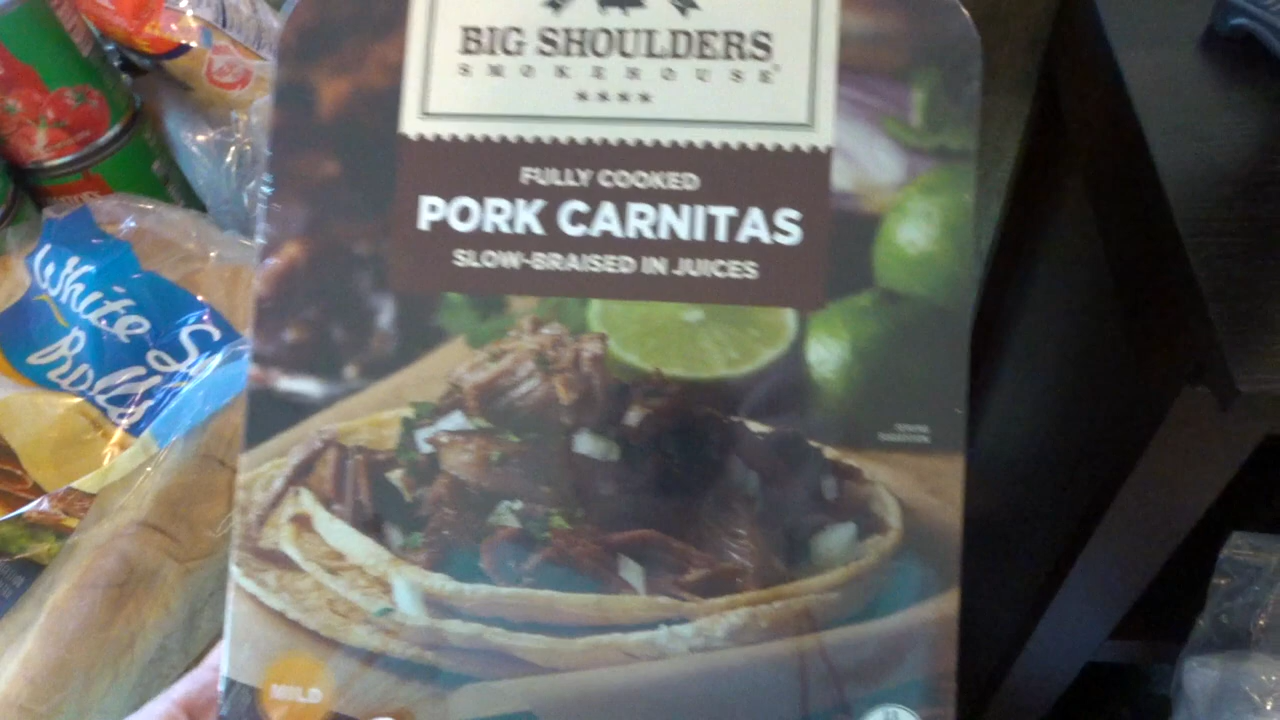 BIG SHOULDERS
SMOKEHOUSE
FULLY COOKED
PORK CARNITAS
SLOW-BRAISED IN JUICES
White
Rolls
MILD